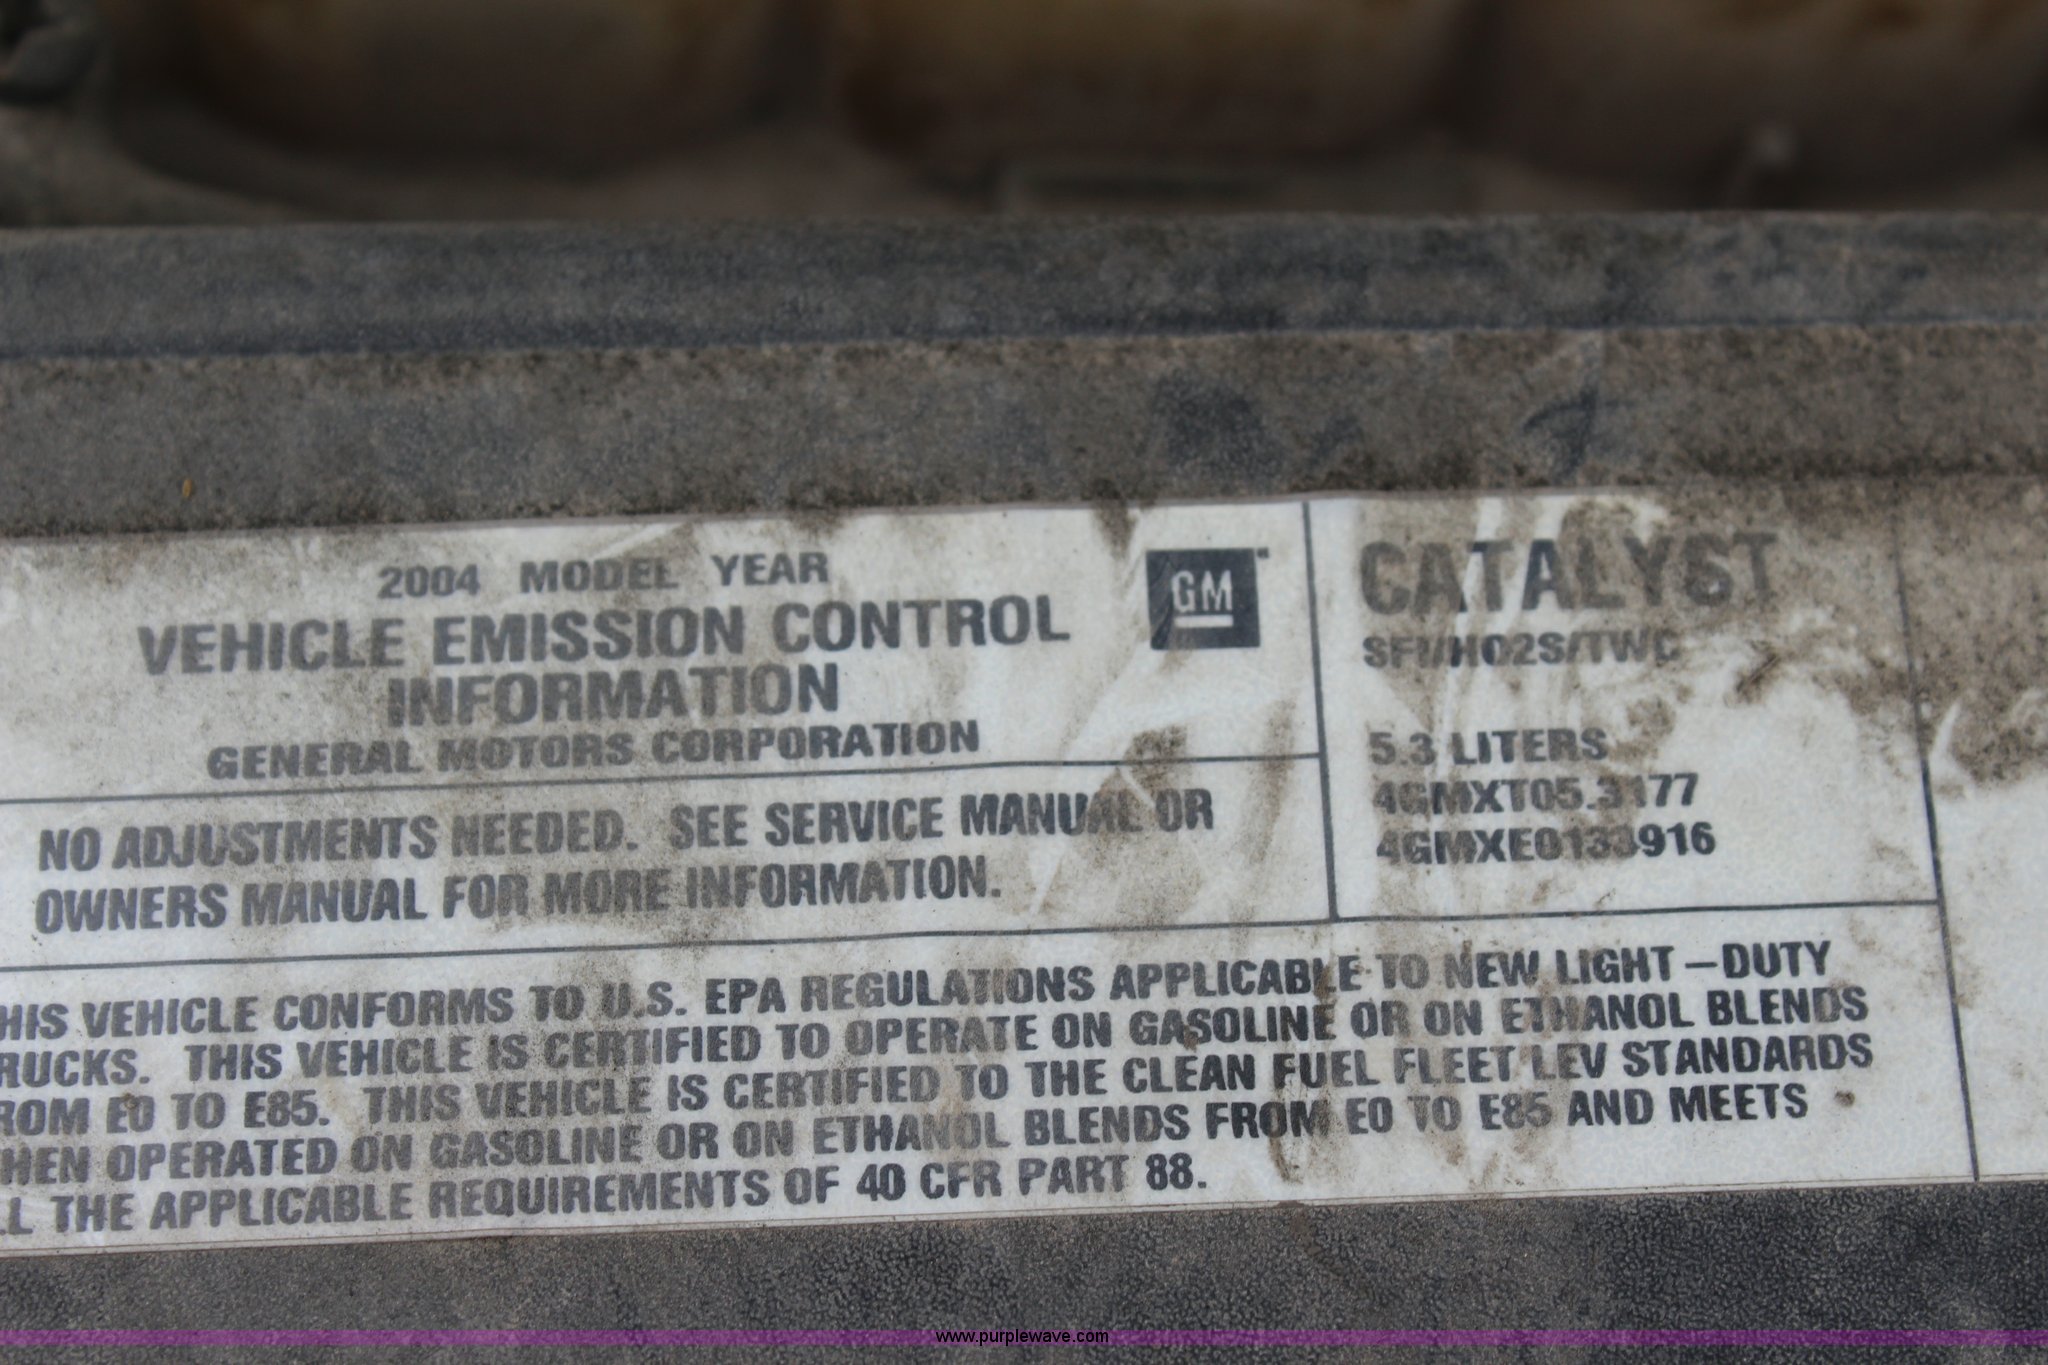 2004 MODEL YEAR
VEHICLE EMISSION CONTROL
INFORMATION
GENERAL MOTORS CORPORATION
GM
CATALYST
SFI/HO2S/TWC
5.3 LITERS
4GMXT05.3177
4GMXE0133916
NO ADJUSTMENTS NEEDED. SEE SERVICE MANUAL OR
OWNERS MANUAL FOR MORE INFORMATION.
HIS VEHICLE CONFORMS TO U.S. EPA REGULATIONS APPLICABLE TO NEW LIGHT-DUTY
RUCKS. THIS VEHICLE IS CERTIFIED TO OPERATE ON GASOLINE OR ON ETHANOL BLENDS
ROM E0 TO E85. THIS VEHICLE IS CERTIFIED TO THE CLEAN FUEL FLEET LEV STANDARDS
HEN OPERATED ON GASOLINE OR ON ETHANOL BLENDS FROM E0 TO E85 AND MEETS
LL THE APPLICABLE REQUIREMENTS OF 40 CFR PART 88.
www.purplewave.com